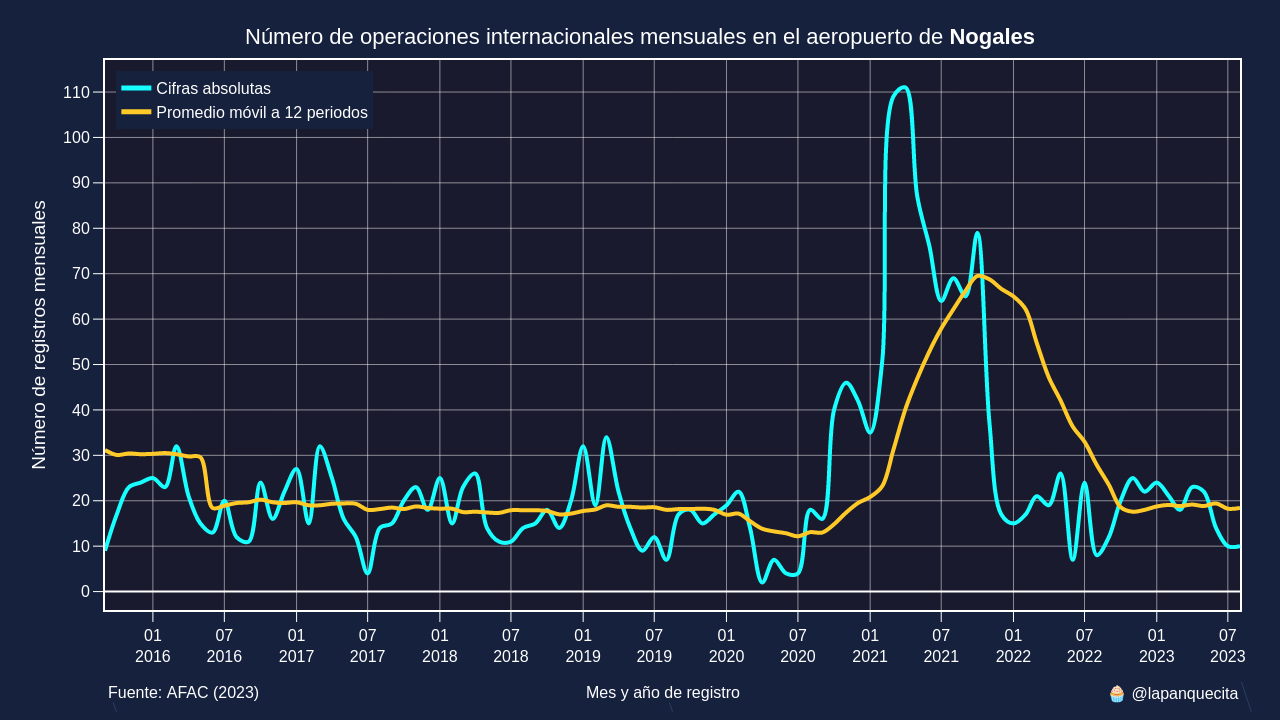 Número de operaciones internacionales mensuales en el aeropuerto de Nogales
Cifras absolutas
Promedio móvil a 12 periodos
Número de registros mensuales
110
100
90
80
70
60
50
40
30
20
10
0
01 07 01 07 01 07 01 07 01 07 01 07 01 07 01 07
2016 2016 2017 2017 2018 2018 2019 2019 2020 2020 2021 2021 2022 2022 2023 2023
Fuente: AFAC (2023) Mes y año de registro 🧁 @lapanquecita